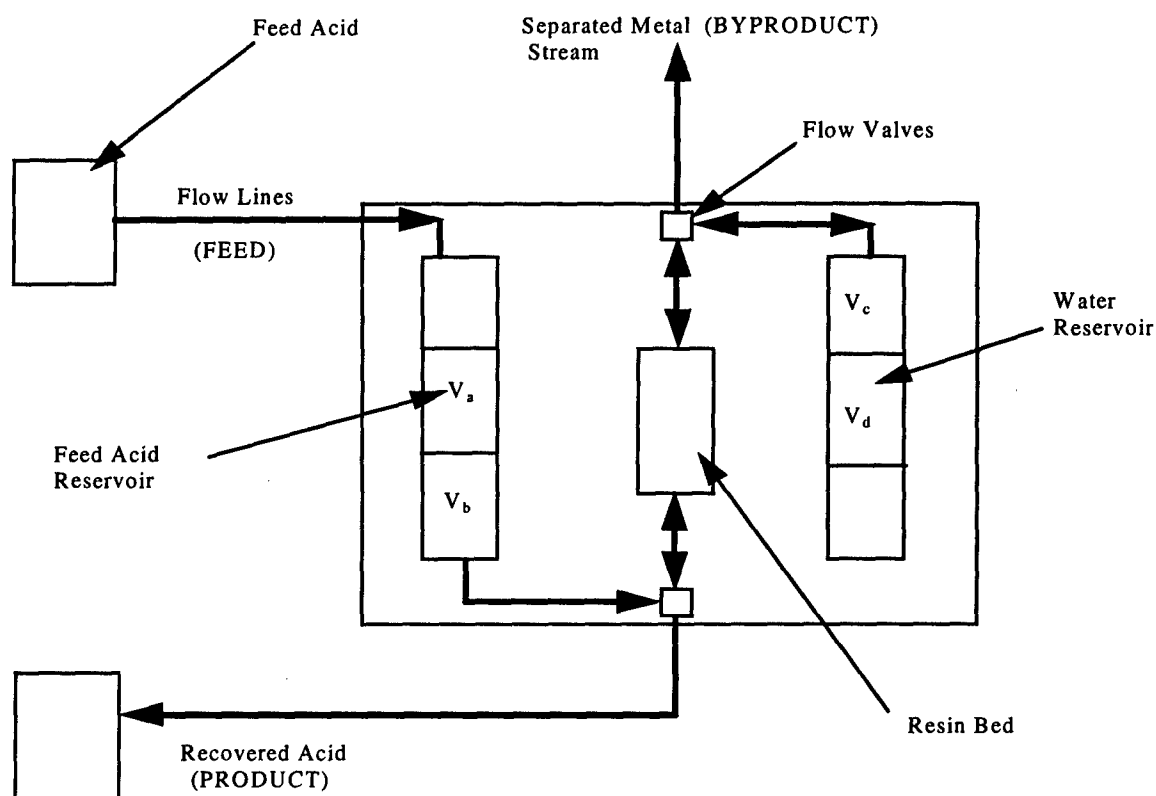 Feed Acid
Separated Metal (BYPRODUCT)
Stream
Flow Valves
Flow Lines
(FEED)
V_c
Water
Reservoir
V_a
V_d
Feed Acid
Reservoir
V_b
Resin Bed
Recovered Acid
(PRODUCT)